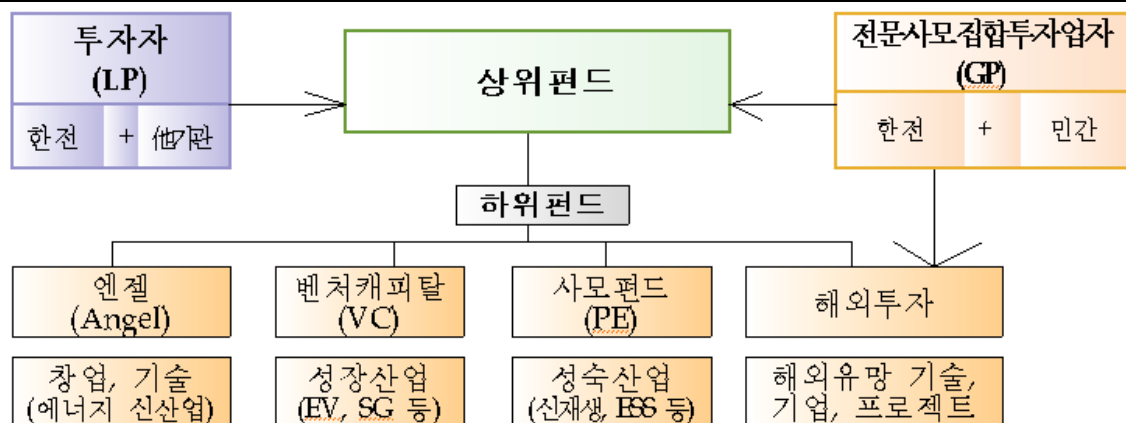 투자자
(LP)
한전 + 他기관
상위펀드
전문사모집합투자업자
(GP)
한전 + 민간
하위펀드
엔젤
(Angel)
벤처캐피탈
(VC)
사모펀드
(PE)
해외투자
창업, 기술
(에너지 신산업)
성장산업
(EV, SG 등)
성숙산업
(신재생, ESS 등)
해외유망 기술,
기업, 프로젝트